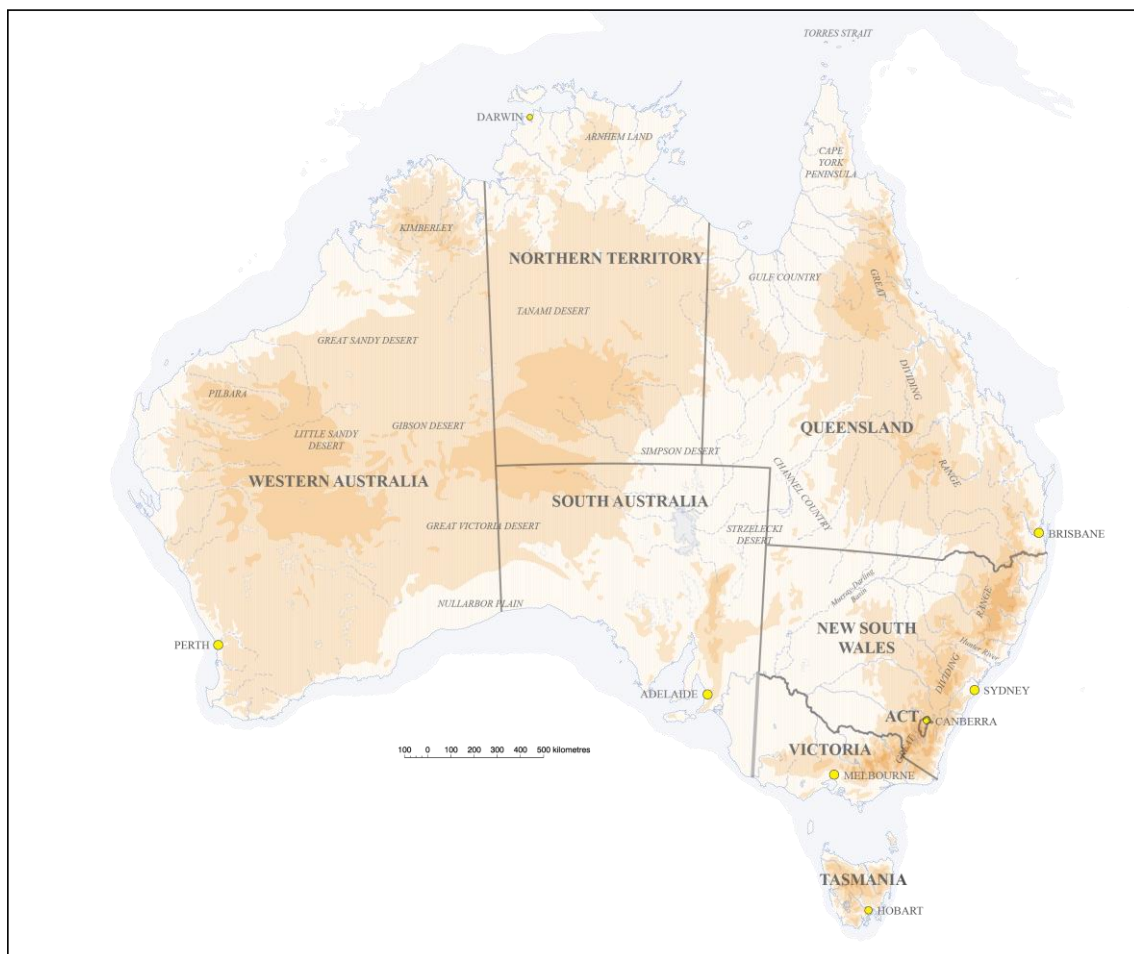 TORRES STRAIT
DARWIN
ARNHEM LAND
CAPE
YORK
PENINSULA
KIMBERLEY
NORTHERN TERRITORY
GULF COUNTRY
GREAT
TANAMI DESERT
GREAT SANDY DESERT
DIVIDING
PILBARA
LITTLE SANDY
DESERT
GIBSON DESERT
QUEENSLAND
SIMPSON DESERT
RANGE
WESTERN AUSTRALIA
CHANNEL COUNTRY
SOUTH AUSTRALIA
GREAT VICTORIA DESERT
STRZELECKI
DESERT
BRISBANE
Murray-Darling
Basin
RANGE
NULLARBOR PLAIN
NEW SOUTH
WALES
PERTH
Hunter River
DIVIDING
ADELAIDE
SYDNEY
ACT
CANBERRA
GREAT
VICTORIA
100 0 100 200 300 400 500 kilometres
MELBOURNE
TASMANIA
HOBART